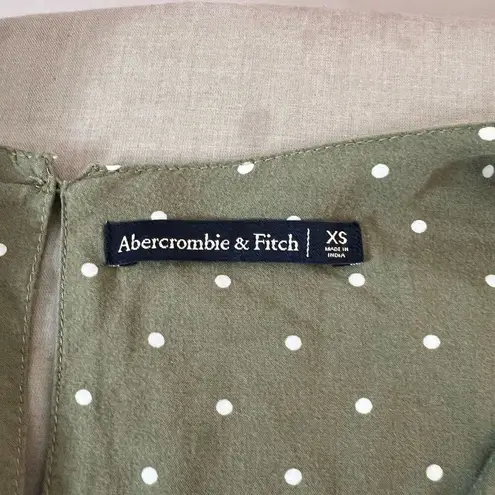 Abercrombie & Fitch | XS
MADE IN
INDIA